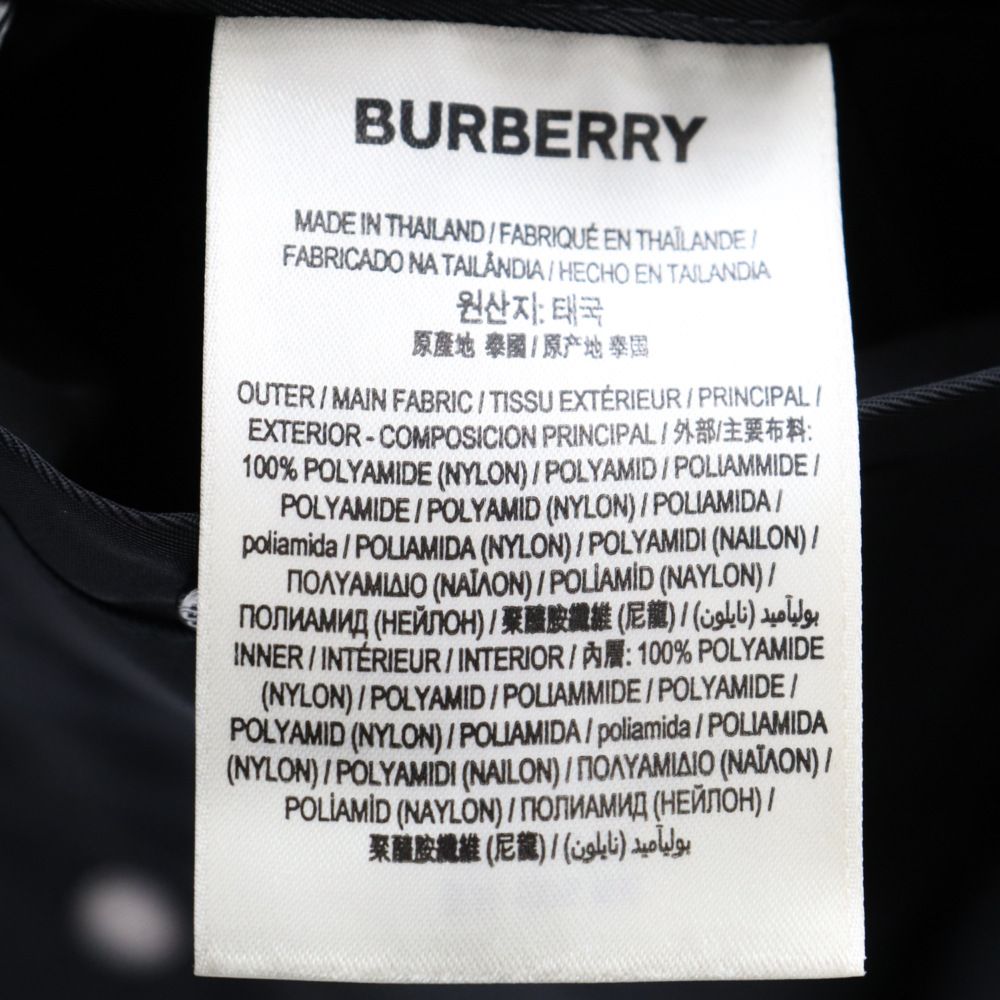 BURBERRY
MADE IN THAILAND / FABRIQUÉ EN THAÏLANDE /
FABRICADO NA TAILÂNDIA / HECHO EN TAILANDIA
원산지: 태국
原產地 泰國 / 原产地 泰国
OUTER / MAIN FABRIC / TISSU EXTÉRIEUR / PRINCIPAL /
EXTERIOR - COMPOSICION PRINCIPAL / 外部/主要布料:
100% POLYAMIDE (NYLON) / POLYAMID / POLIAMMIDE /
POLYAMIDE / POLYAMID (NYLON) / POLIAMIDA /
poliamida / POLIAMIDA (NYLON) / POLYAMIDI (NAILON) /
ΠΟΛΥΑΜΙΔΙΟ (ΝΑΪΛΟΝ) / POLİAMİD (NAYLON) /
ПОЛИАМИД (НЕЙЛОН) / 聚醯胺纖維 (尼龍) / بوليآميد (نايلون)
INNER / INTÉRIEUR / INTERIOR / 內層: 100% POLYAMIDE
(NYLON) / POLYAMID / POLIAMMIDE / POLYAMIDE /
POLYAMID (NYLON) / POLIAMIDA / poliamida / POLIAMIDA
(NYLON) / POLYAMIDI (NAILON) / ΠΟΛΥΑΜΙΔΙΟ (ΝΑΪΛΟΝ) /
POLİAMİD (NAYLON) / ПОЛИАМИД (НЕЙЛОН) /
聚醯胺纖維 (尼龍) / بوليآميد (نايلون)